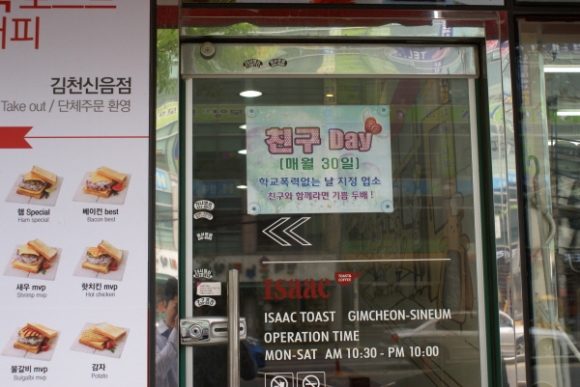 커피
김천신음점
Take out / 단체주문 환영
햄 Special
Ham special
베이컨 best
Bacon best
새우 mvp
Shrimp mvp
핫치킨 mvp
Hot chicken
불갈비 mvp
Bulgalbi mvp
감자
Potato
친구 Day
(매월 30일)
학교폭력없는 날 지정 업소
친구와 함께라면 기쁨 두배 !
ISAAC
TOAST&
COFFEE
ISAAC TOAST GIMCHEON-SINEUM
OPERATION TIME
MON-SAT AM 10:30 - PM 10:00